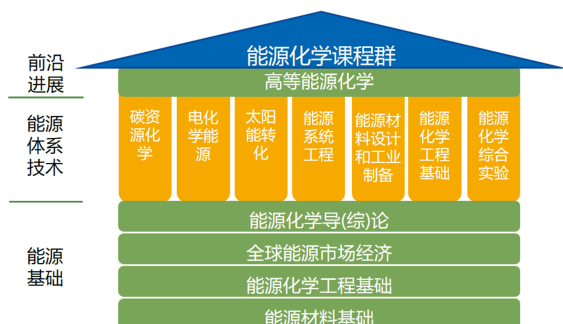 能源化学课程群
前沿
进展
高等能源化学
能源
体系
技术
碳资
源化
学
电化
学能
源
太阳
能转
化
能源
系统
工程
能源材
料设计
和工业
制备
能源
化学
工程
基础
能源
化学
综合
实验
能源
基础
能源化学导(综)论
全球能源市场经济
能源化学工程基础
能源材料基础